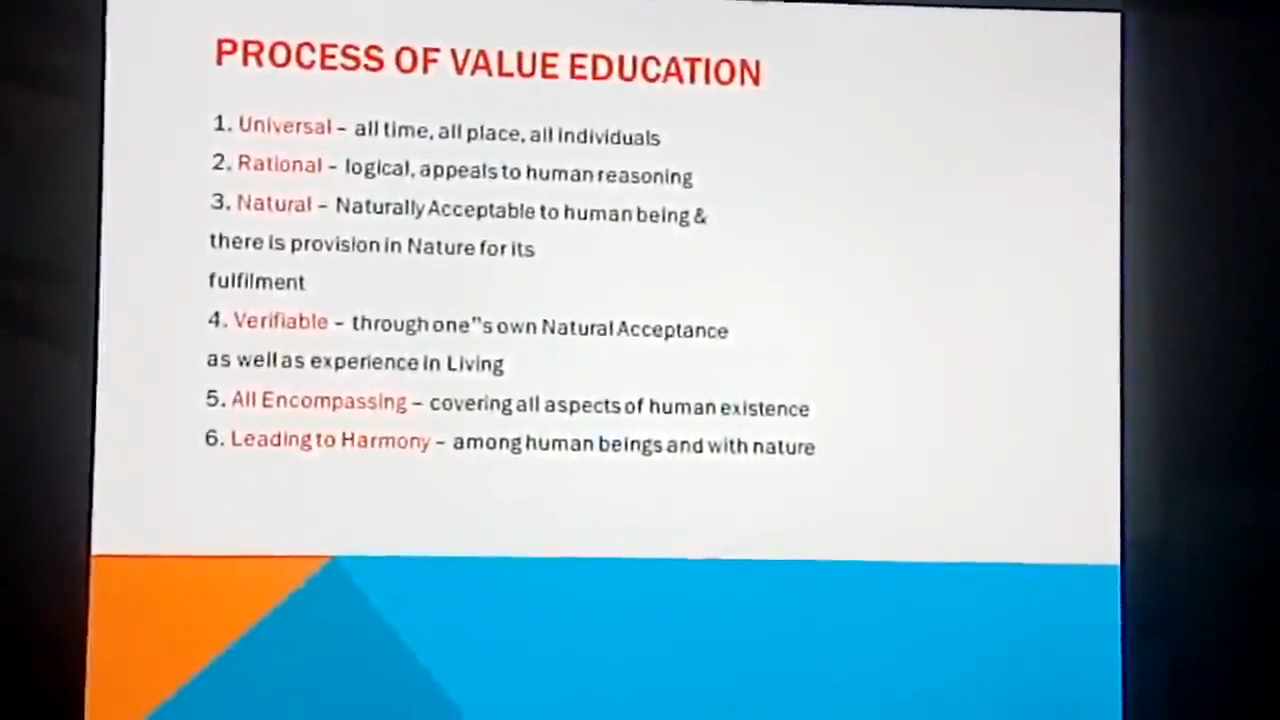 PROCESS OF VALUE EDUCATION
1. Universal – all time, all place, all individuals
2. Rational – logical, appeals to human reasoning
3. Natural – Naturally Acceptable to human being &
there is provision in Nature for its
fulfilment
4. Verifiable – through one"s own Natural Acceptance
as well as experience in Living
5. All Encompassing – covering all aspects of human existence
6. Leading to Harmony – among human beings and with nature